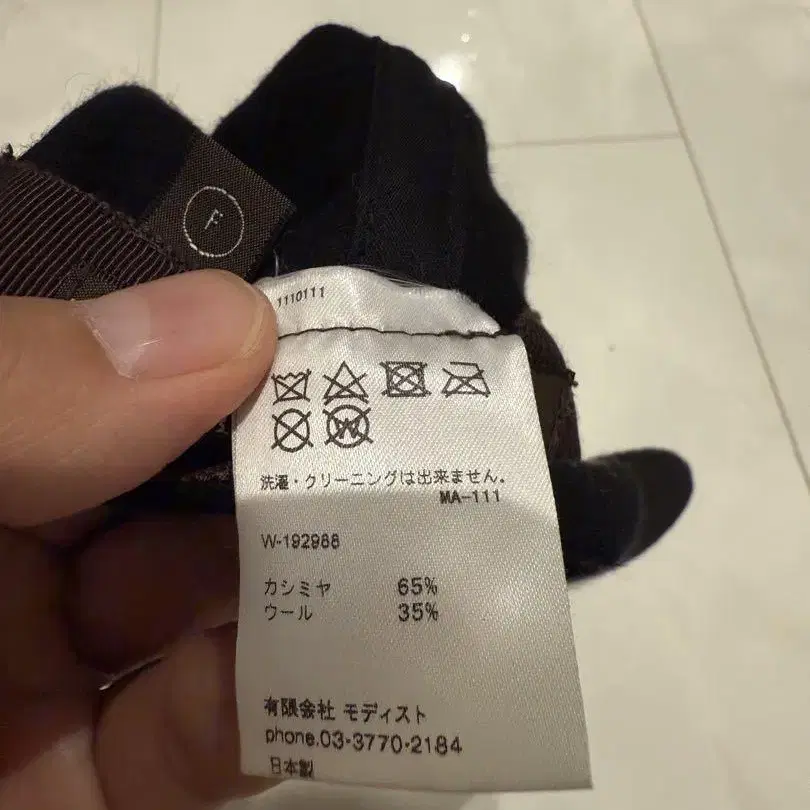 F
1110111
W
洗濯・クリーニングは出来ません。
MA-111
W-192988
カシミヤ 65%
ウール 35%
有限会社 モディスト
phone.03-3770-2184
日本製